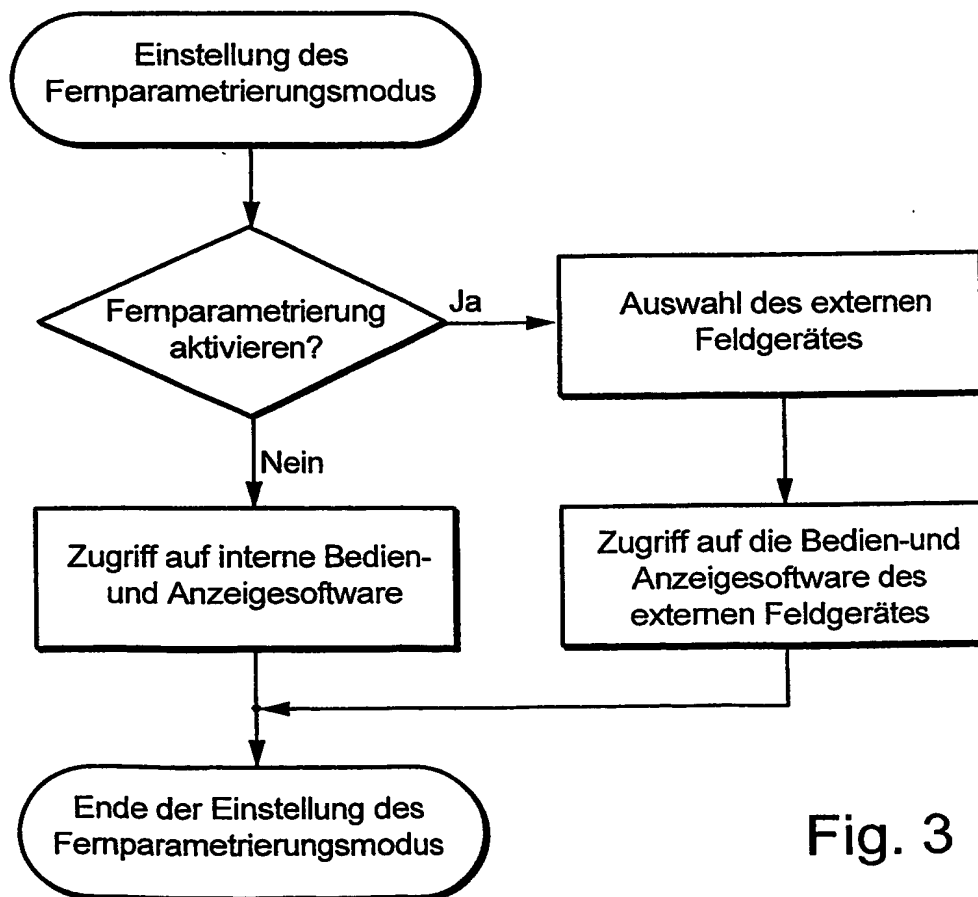 Einstellung des
Fernparametrierungsmodus
Fernparametrierung
aktivieren?
Ja
Auswahl des externen
Feldgerätes
Nein
Zugriff auf interne Bedien-
und Anzeigesoftware
Zugriff auf die Bedien-und
Anzeigesoftware des
externen Feldgerätes
Ende der Einstellung des
Fernparametrierungsmodus
Fig. 3